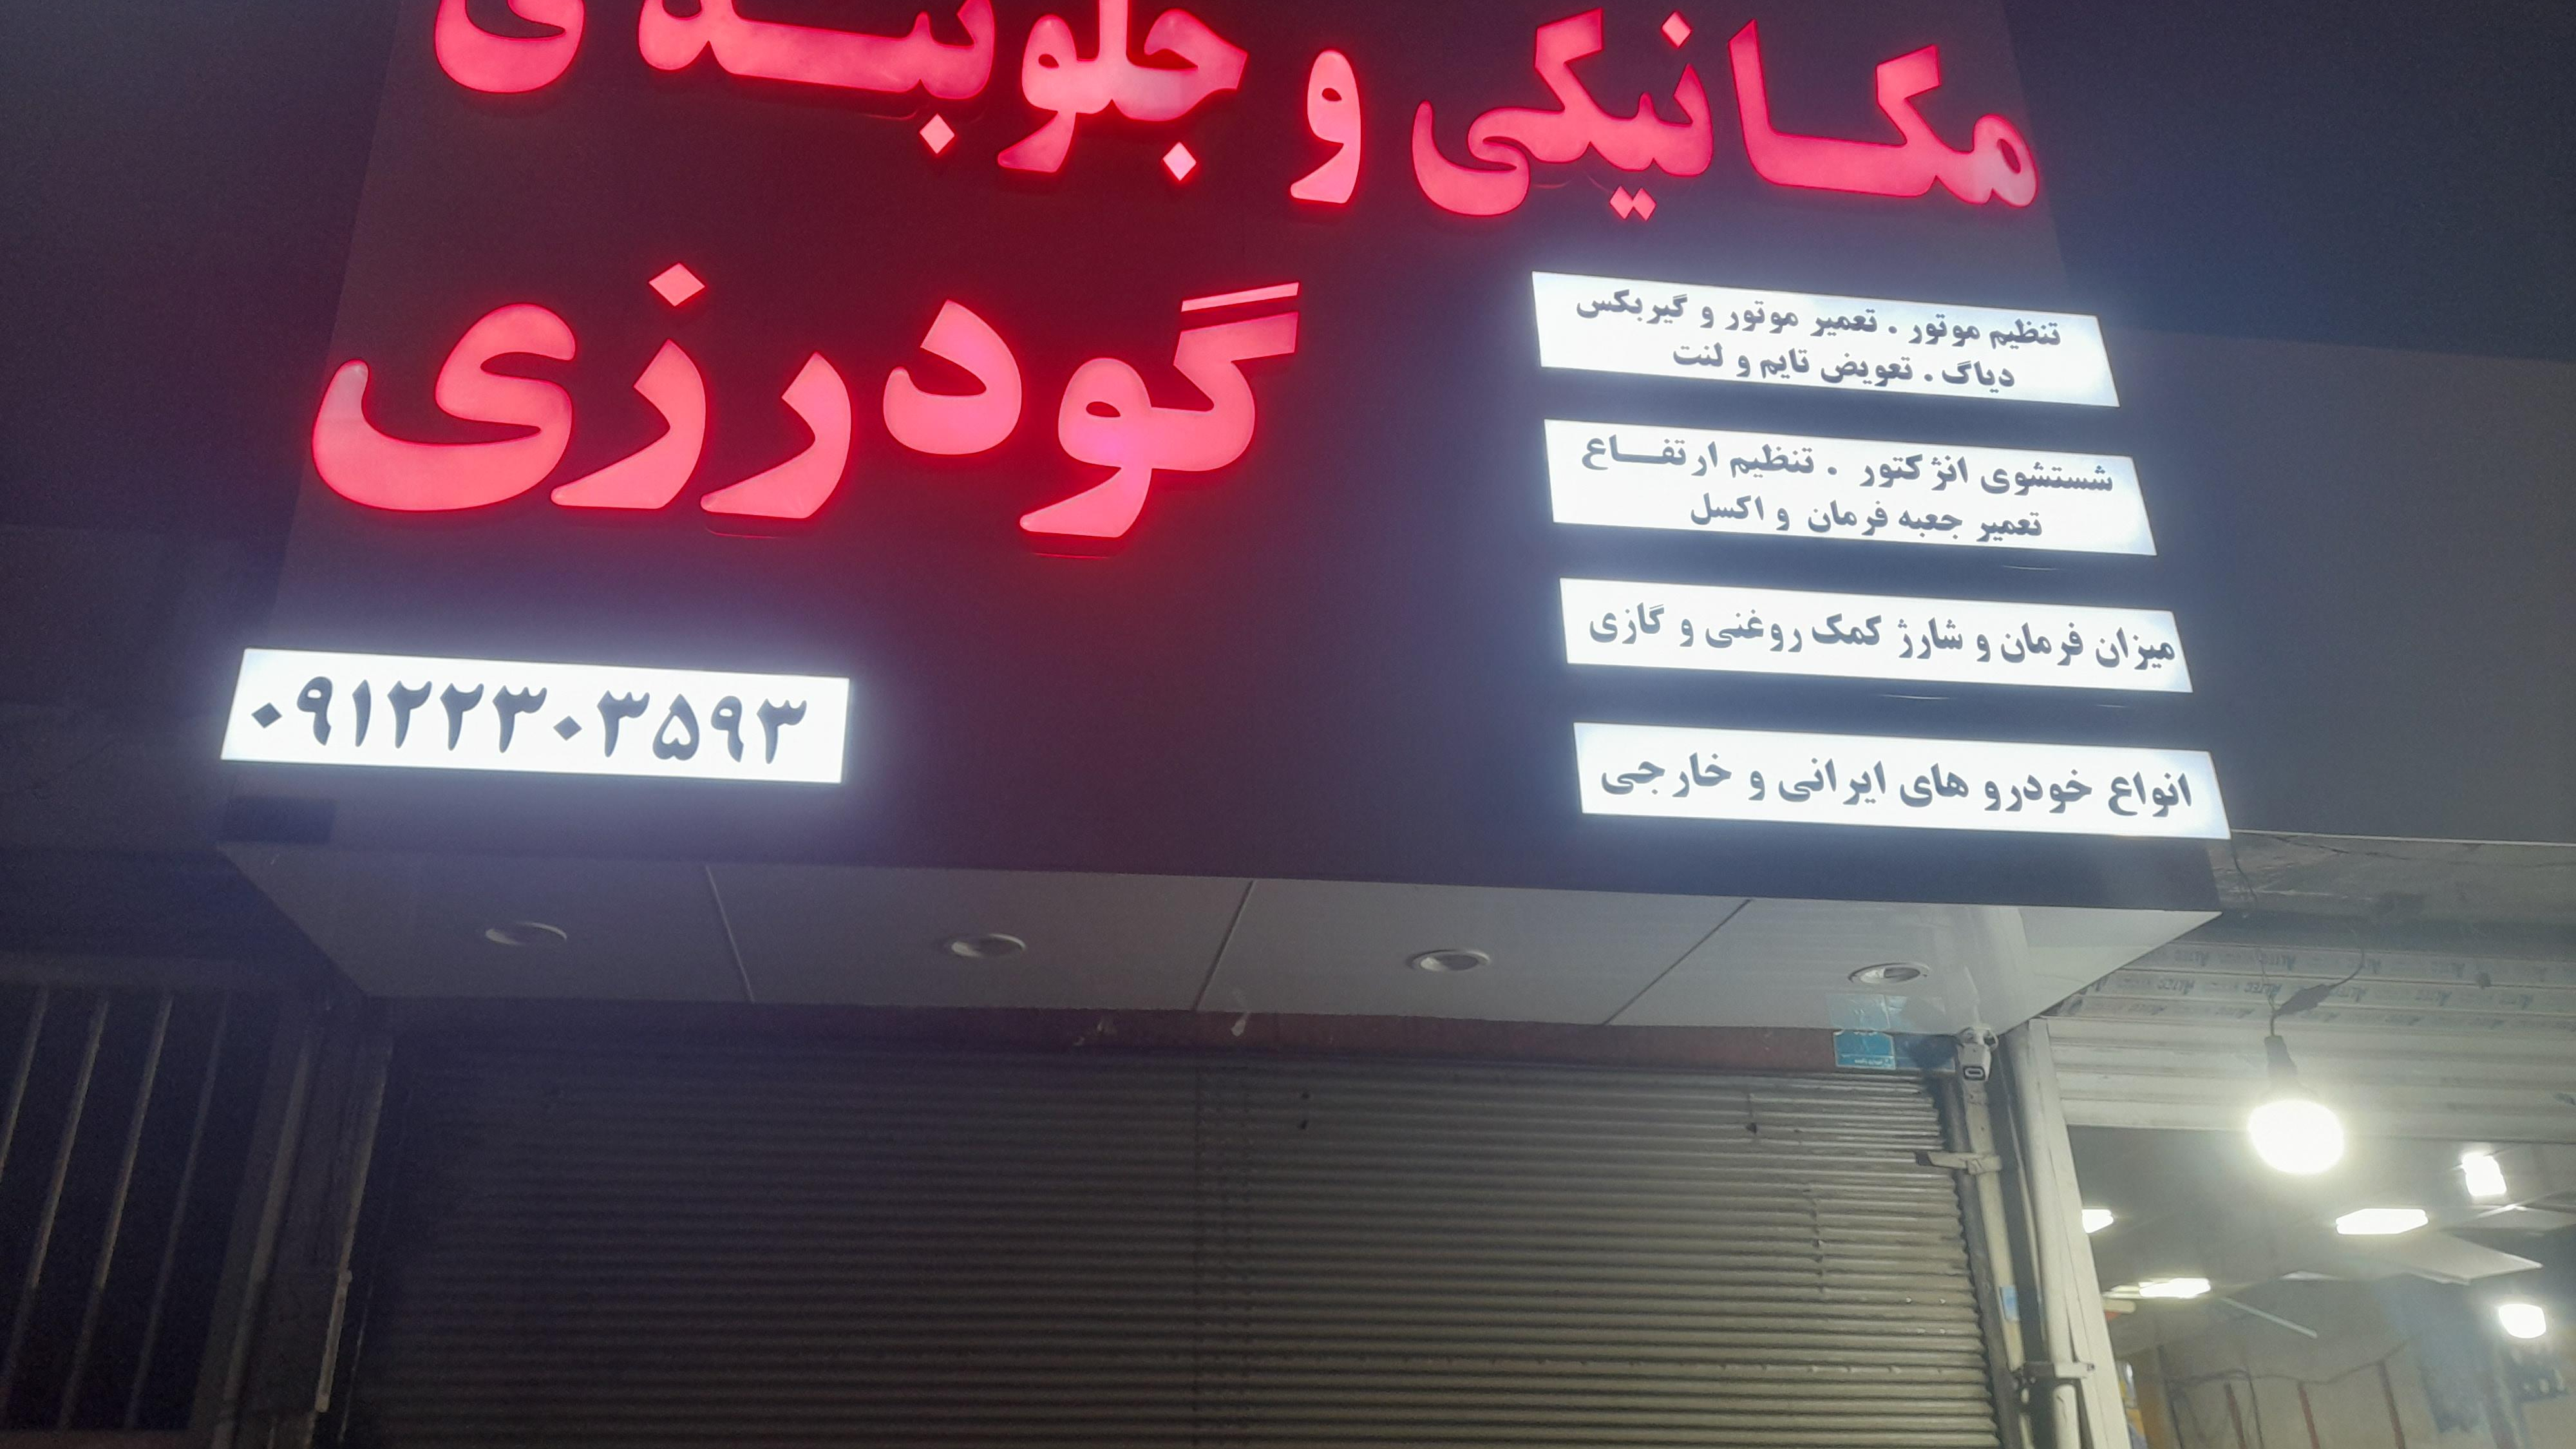 مکانیکی و جلوبندی
گودرزی
تنظیم موتور . تعمیر موتور و گیربکس
دیاگ . تعویض تایم و لنت
شستشوی انژکتور . تنظیم ارتفاع
تعمیر جعبه فرمان و اکسل
میزان فرمان و شارژ کمک روغنی و گازی
انواع خودرو های ایرانی و خارجی
۰۹۱۲۲۳۰۳۵۹۳